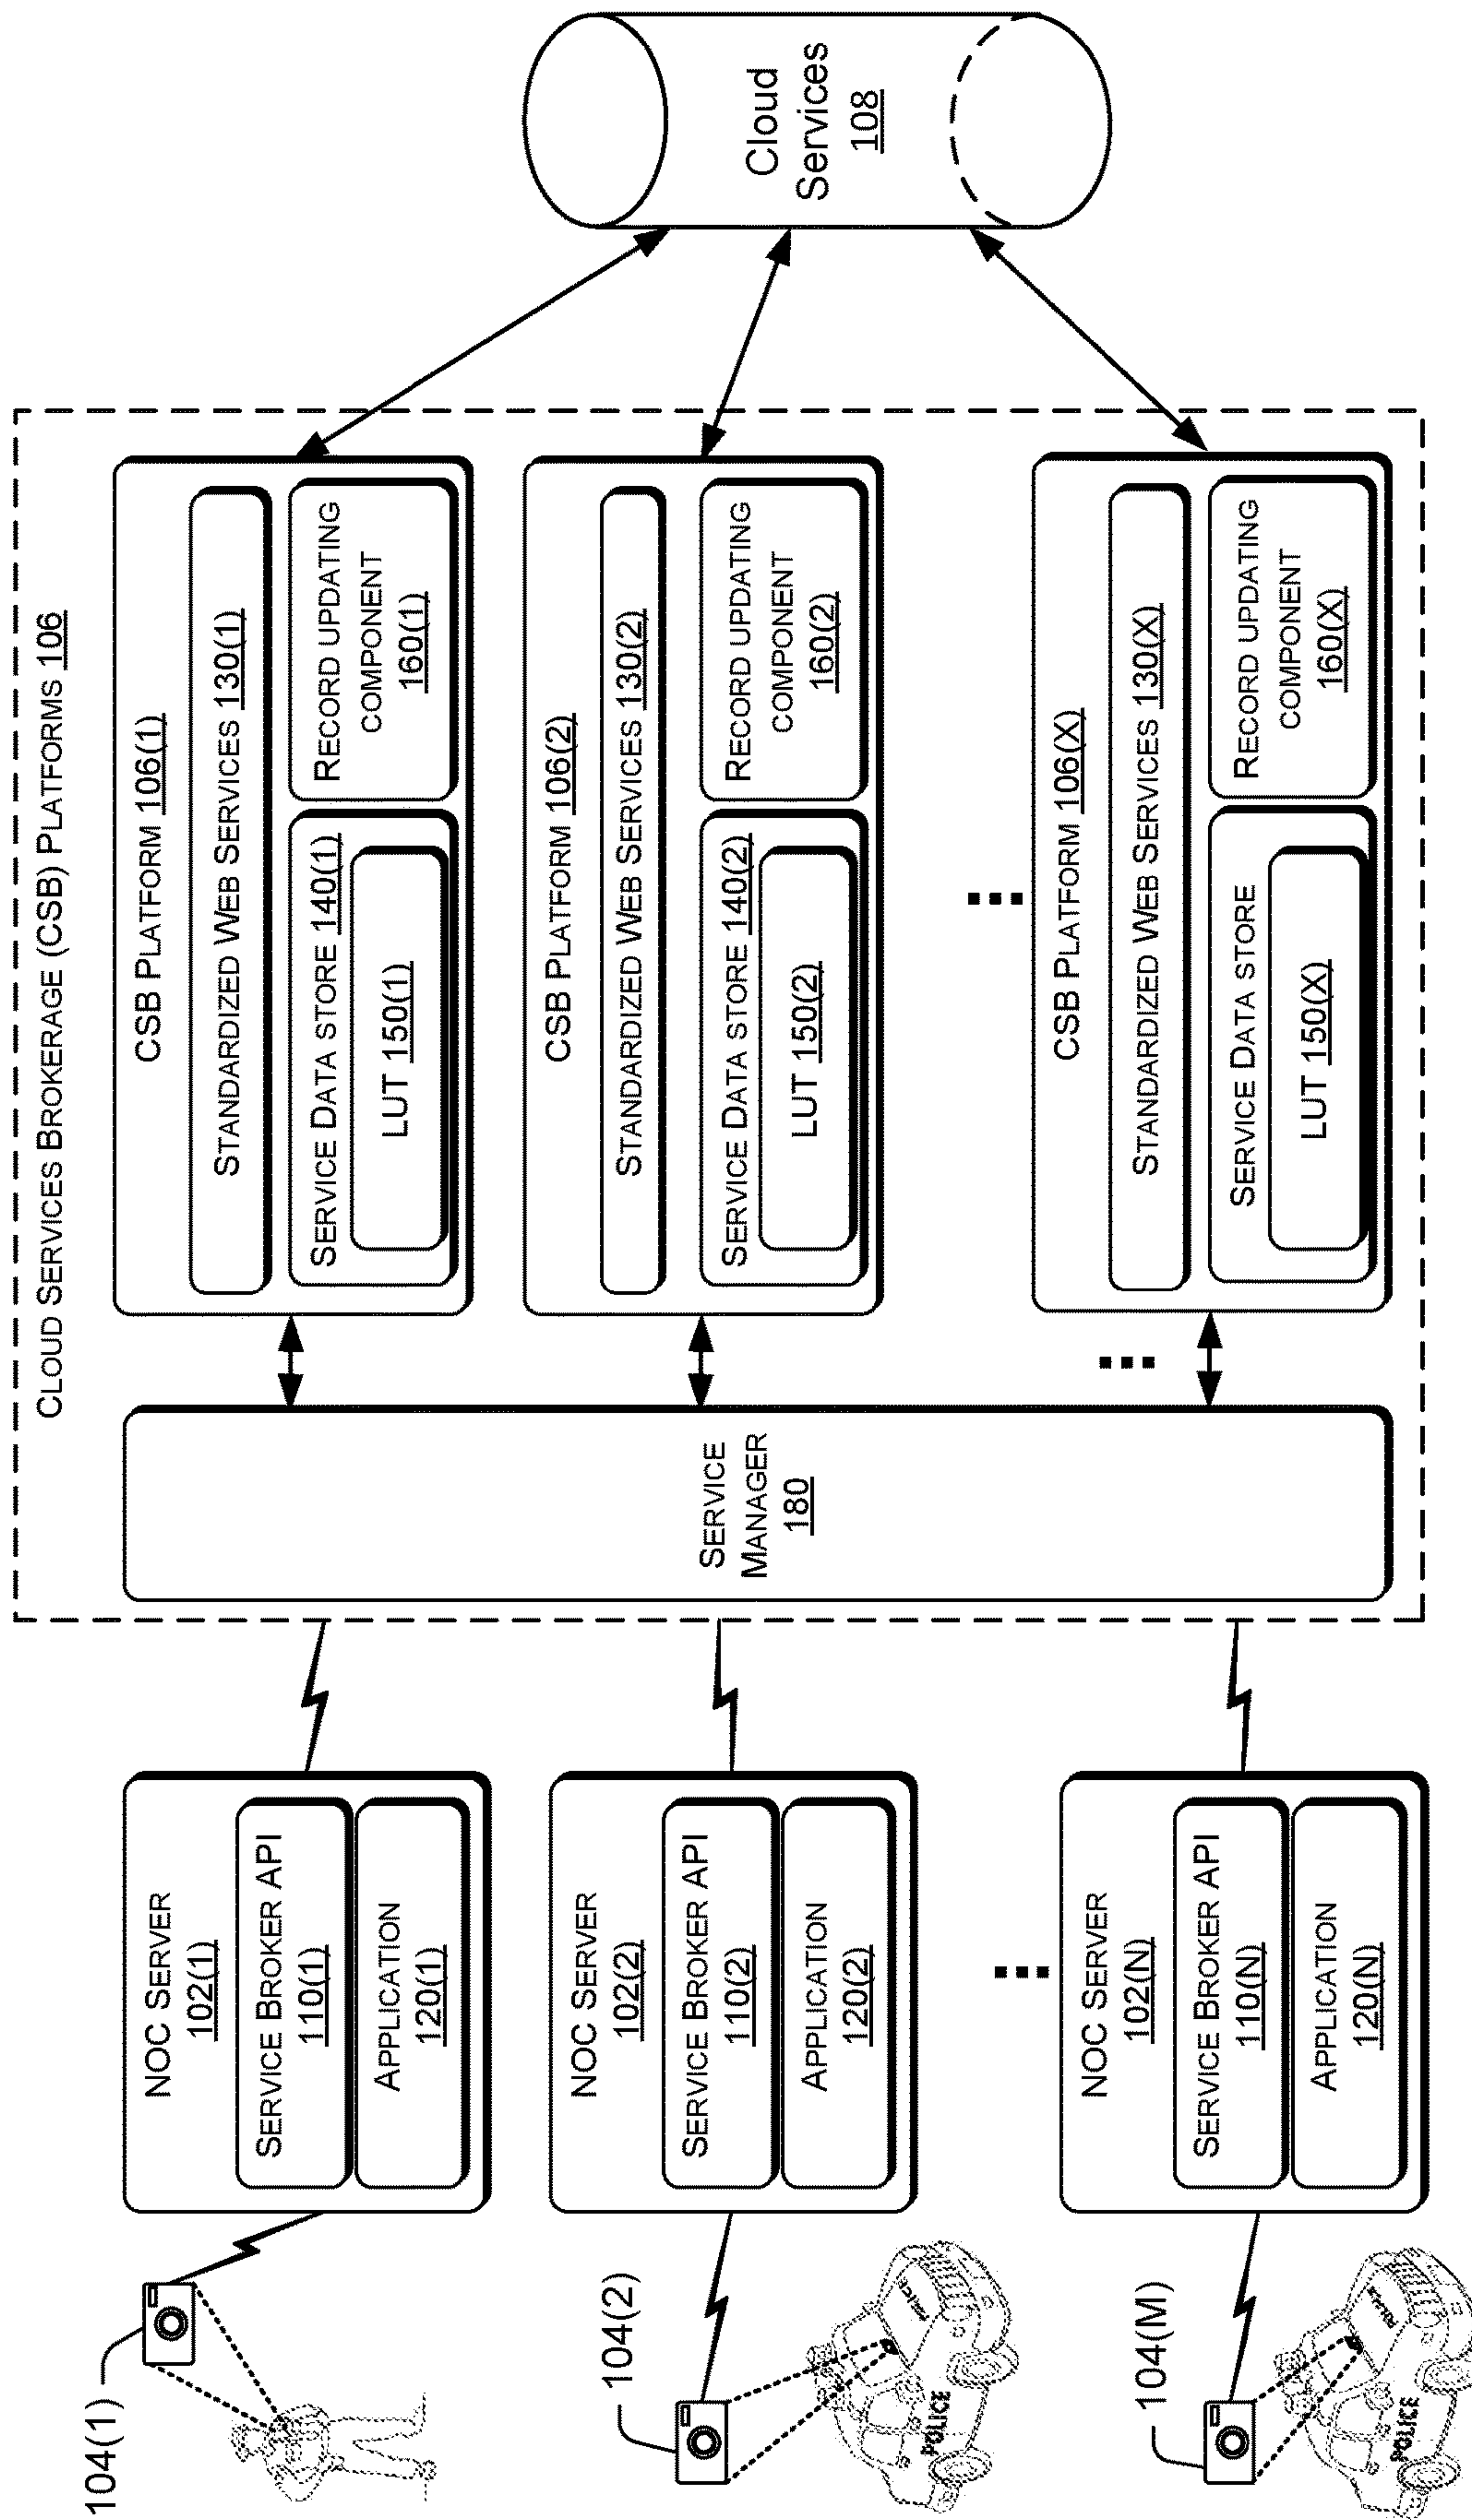 CLOUD SERVICES BROKERAGE (CSB) PLATFORMS 106
104(1)
NOC SERVER
102(1)
SERVICE BROKER API
110(1)
APPLICATION
120(1)
104(2)
POLICE
NOC SERVER
102(2)
SERVICE BROKER API
110(2)
APPLICATION
120(2)
104(M)
POLICE
NOC SERVER
102(N)
SERVICE BROKER API
110(N)
APPLICATION
120(N)
SERVICE
MANAGER
180
CSB PLATFORM 106(1)
STANDARDIZED WEB SERVICES 130(1)
SERVICE DATA STORE 140(1)
LUT 150(1)
RECORD UPDATING
COMPONENT
160(1)
CSB PLATFORM 106(2)
STANDARDIZED WEB SERVICES 130(2)
SERVICE DATA STORE 140(2)
LUT 150(2)
RECORD UPDATING
COMPONENT
160(2)
CSB PLATFORM 106(X)
STANDARDIZED WEB SERVICES 130(X)
SERVICE DATA STORE
LUT 150(X)
RECORD UPDATING
COMPONENT
160(X)
Cloud
Services
108